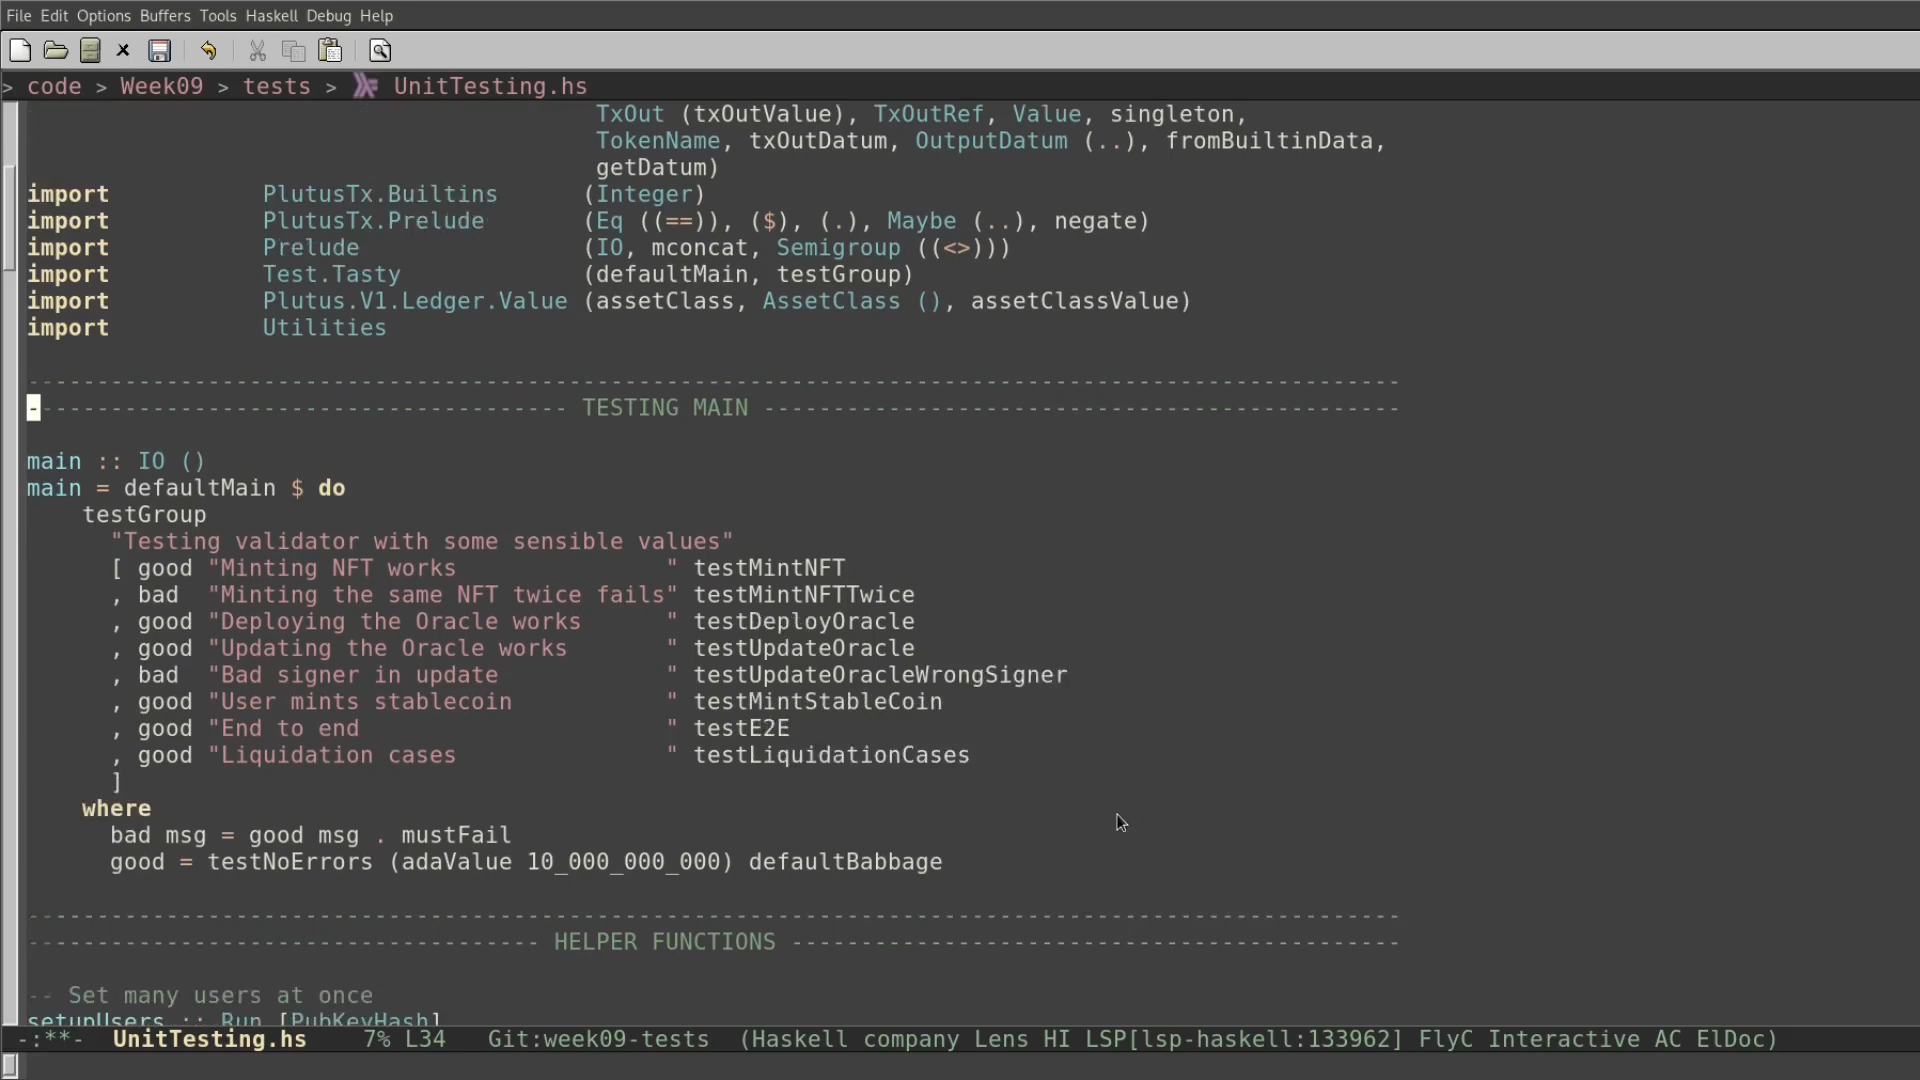 File Edit Options Buffers Tools Haskell Debug Help
> code > Week09 > tests > UnitTesting.hs
TxOut (txOutValue), TxOutRef, Value, singleton,
TokenName, txOutDatum, OutputDatum (..), fromBuiltinData,
getDatum)
import PlutusTx.Builtins (Integer)
import PlutusTx.Prelude (Eq ((==)), ($), (.), Maybe (..), negate)
import Prelude (IO, mconcat, Semigroup ((<>)))
import Test.Tasty (defaultMain, testGroup)
import Plutus.V1.Ledger.Value (assetClass, AssetClass (), assetClassValue)
import Utilities
---------------------------------------------------------------------------------------------------
--------------------------------------- TESTING MAIN ----------------------------------------------
main :: IO ()
main = defaultMain $ do
testGroup
"Testing validator with some sensible values"
[ good "Minting NFT works               " testMintNFT
, bad  "Minting the same NFT twice fails" testMintNFTTwice
, good "Deploying the Oracle works      " testDeployOracle
, good "Updating the Oracle works       " testUpdateOracle
, bad  "Bad signer in update            " testUpdateOracleWrongSigner
, good "User mints stablecoin           " testMintStableCoin
, good "End to end                      " testE2E
, good "Liquidation cases               " testLiquidationCases
]
where
bad msg = good msg . mustFail
good = testNoErrors (adaValue 10_000_000_000) defaultBabbage
---------------------------------------------------------------------------------------------------
------------------------------------- HELPER FUNCTIONS --------------------------------------------
-- Set many users at once
setupUsers :: Run [PubKeyHash]
-:**-  UnitTesting.hs    7% L34   Git:week09-tests  (Haskell company Lens HI LSP[lsp-haskell:133962] FlyC Interactive AC ElDoc)